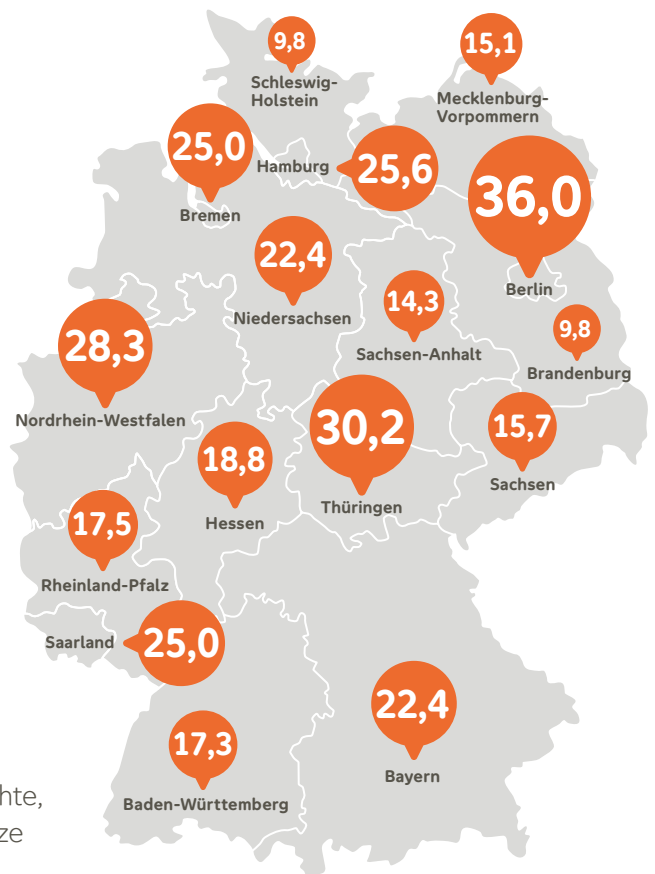 9,8
Schleswig-
Holstein
15,1
Mecklenburg-
Vorpommern
25,0
Bremen
Hamburg
25,6
36,0
Berlin
22,4
Niedersachsen
14,3
Sachsen-Anhalt
9,8
Brandenburg
28,3
Nordrhein-Westfalen
18,8
Hessen
30,2
Thüringen
15,7
Sachsen
17,5
Rheinland-Pfalz
Saarland
25,0
22,4
Bayern
17,3
Baden-Württemberg
hte,
ze